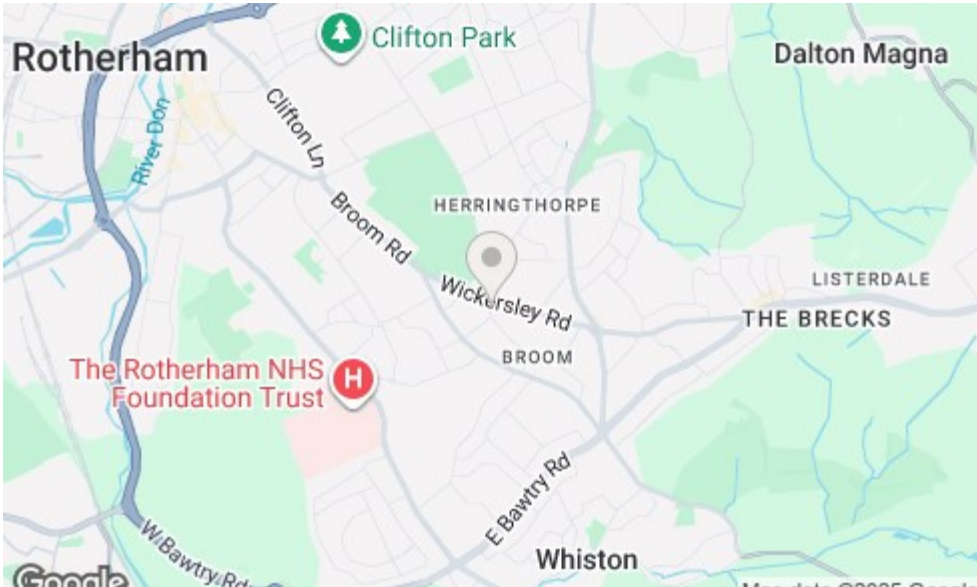 Clifton Park
Rotherham
Dalton Magna
Clifton Ln
River Don
Broom Rd
HERRINGTHORPE
Wickersley Rd
LISTERDALE
THE BRECKS
BROOM
The Rotherham NHS
Foundation Trust
H
E Bawtry Rd
W Bawtry Rd
Whiston
Google